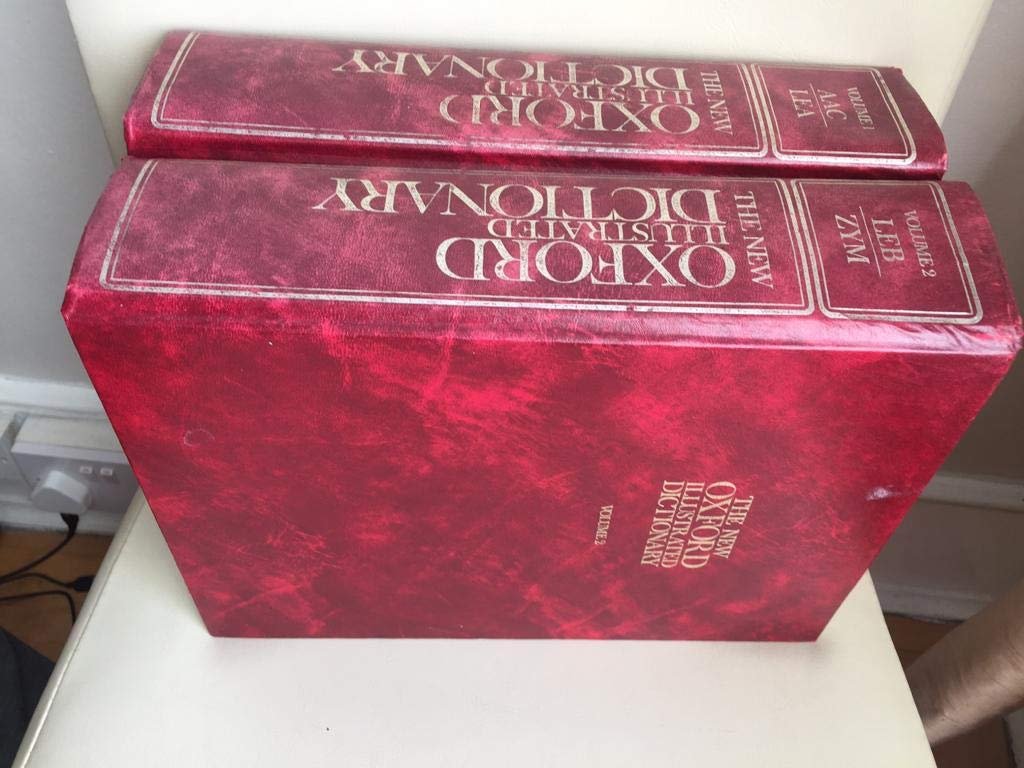 THE NEW
OXFORD
ILLUSTRATED
DICTIONARY
VOLUME 1
AAC
LEA
THE NEW
OXFORD
ILLUSTRATED
DICTIONARY
VOLUME 2
LEB
ZYM
THE NEW
OXFORD
ILLUSTRATED
DICTIONARY
VOLUME 2